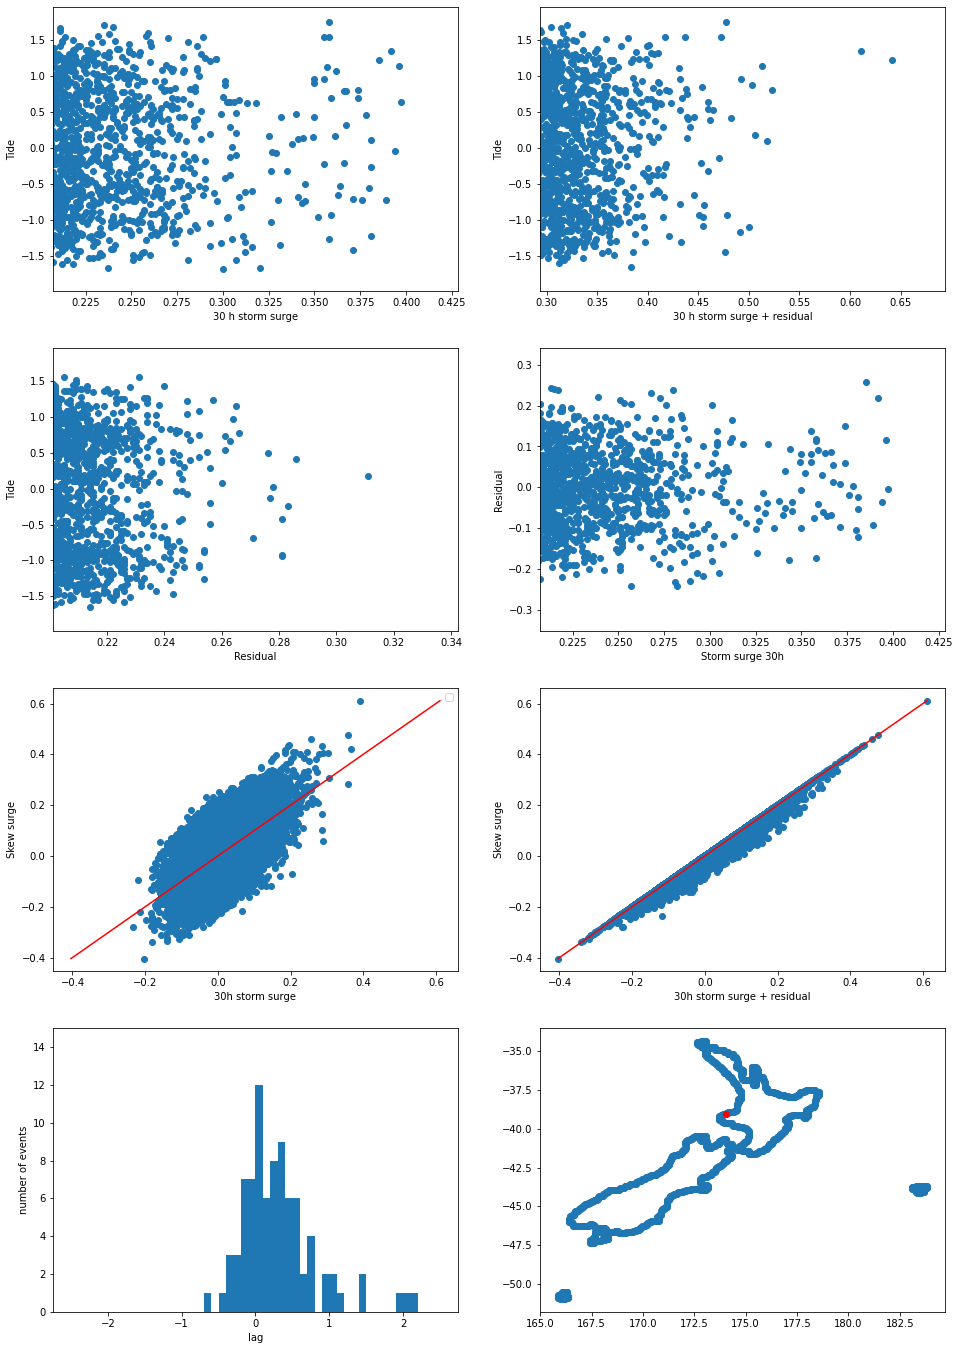 1.5
1.0
0.5
0.0
−0.5
−1.0
−1.5
Tide
0.225 0.250 0.275 0.300 0.325 0.350 0.375 0.400 0.425
30 h storm surge
1.5
1.0
0.5
0.0
−0.5
−1.0
−1.5
Tide
0.30 0.35 0.40 0.45 0.50 0.55 0.60 0.65
30 h storm surge + residual
1.5
1.0
0.5
0.0
−0.5
−1.0
−1.5
Tide
0.22 0.24 0.26 0.28 0.30 0.32 0.34
Residual
0.3
0.2
0.1
0.0
−0.1
−0.2
−0.3
Residual
0.225 0.250 0.275 0.300 0.325 0.350 0.375 0.400 0.425
Storm surge 30h
0.6
0.4
0.2
0.0
−0.2
−0.4
Skew surge
−0.4 −0.2 0.0 0.2 0.4 0.6
30h storm surge
0.6
0.4
0.2
0.0
−0.2
−0.4
Skew surge
−0.4 −0.2 0.0 0.2 0.4 0.6
30h storm surge + residual
14
12
10
8
6
4
2
0
number of events
−2 −1 0 1 2
lag
−35.0
−37.5
−40.0
−42.5
−45.0
−47.5
−50.0
165.0 167.5 170.0 172.5 175.0 177.5 180.0 182.5